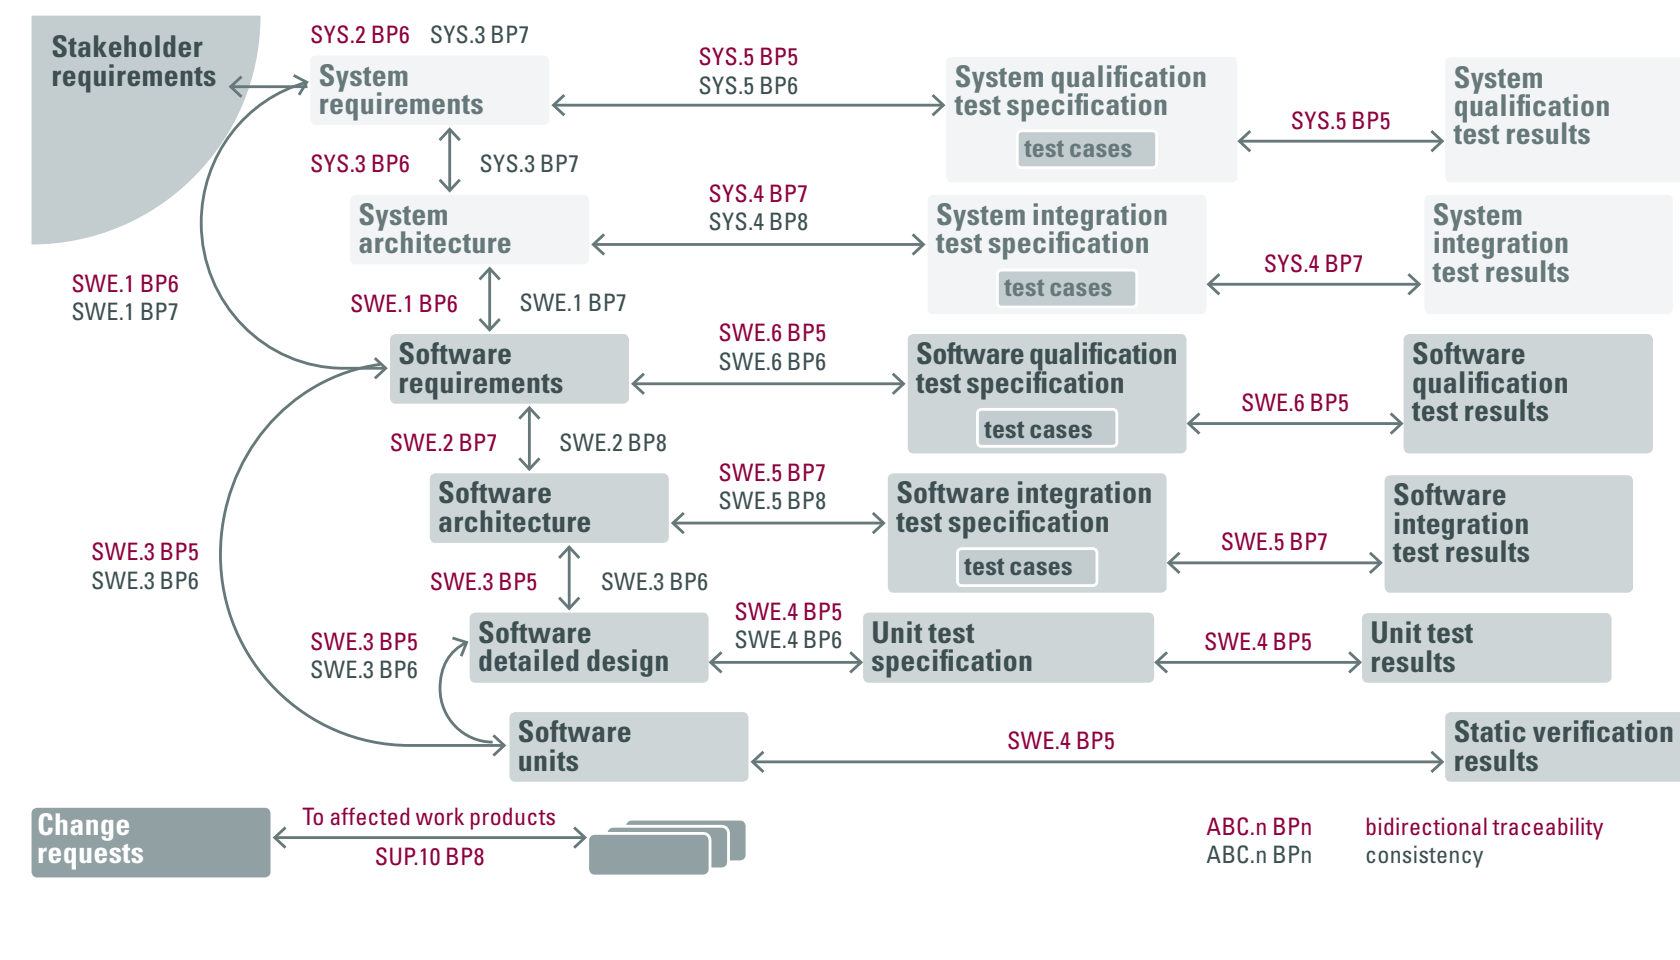 Stakeholder
requirements
SYS.2 BP6 SYS.3 BP7
System
requirements
SYS.5 BP5
SYS.5 BP6
System qualification
test specification
test cases
SYS.5 BP5
System
qualification
test results
SYS.3 BP6 SYS.3 BP7
System
architecture
SYS.4 BP7
SYS.4 BP8
System integration
test specification
test cases
SYS.4 BP7
System
integration
test results
SWE.1 BP6
SWE.1 BP7
SWE.1 BP6 SWE.1 BP7
Software
requirements
SWE.6 BP5
SWE.6 BP6
Software qualification
test specification
test cases
SWE.6 BP5
Software
qualification
test results
SWE.2 BP7 SWE.2 BP8
Software
architecture
SWE.5 BP7
SWE.5 BP8
Software integration
test specification
test cases
SWE.5 BP7
Software
integration
test results
SWE.3 BP5
SWE.3 BP6
SWE.3 BP5 SWE.3 BP6
SWE.3 BP5
SWE.3 BP6
Software
detailed design
SWE.4 BP5
SWE.4 BP6
Unit test
specification
SWE.4 BP5
Unit test
results
Software
units
SWE.4 BP5
Static verification
results
Change
requests
To affected work products
SUP.10 BP8
ABC.n BPn bidirectional traceability
ABC.n BPn consistency